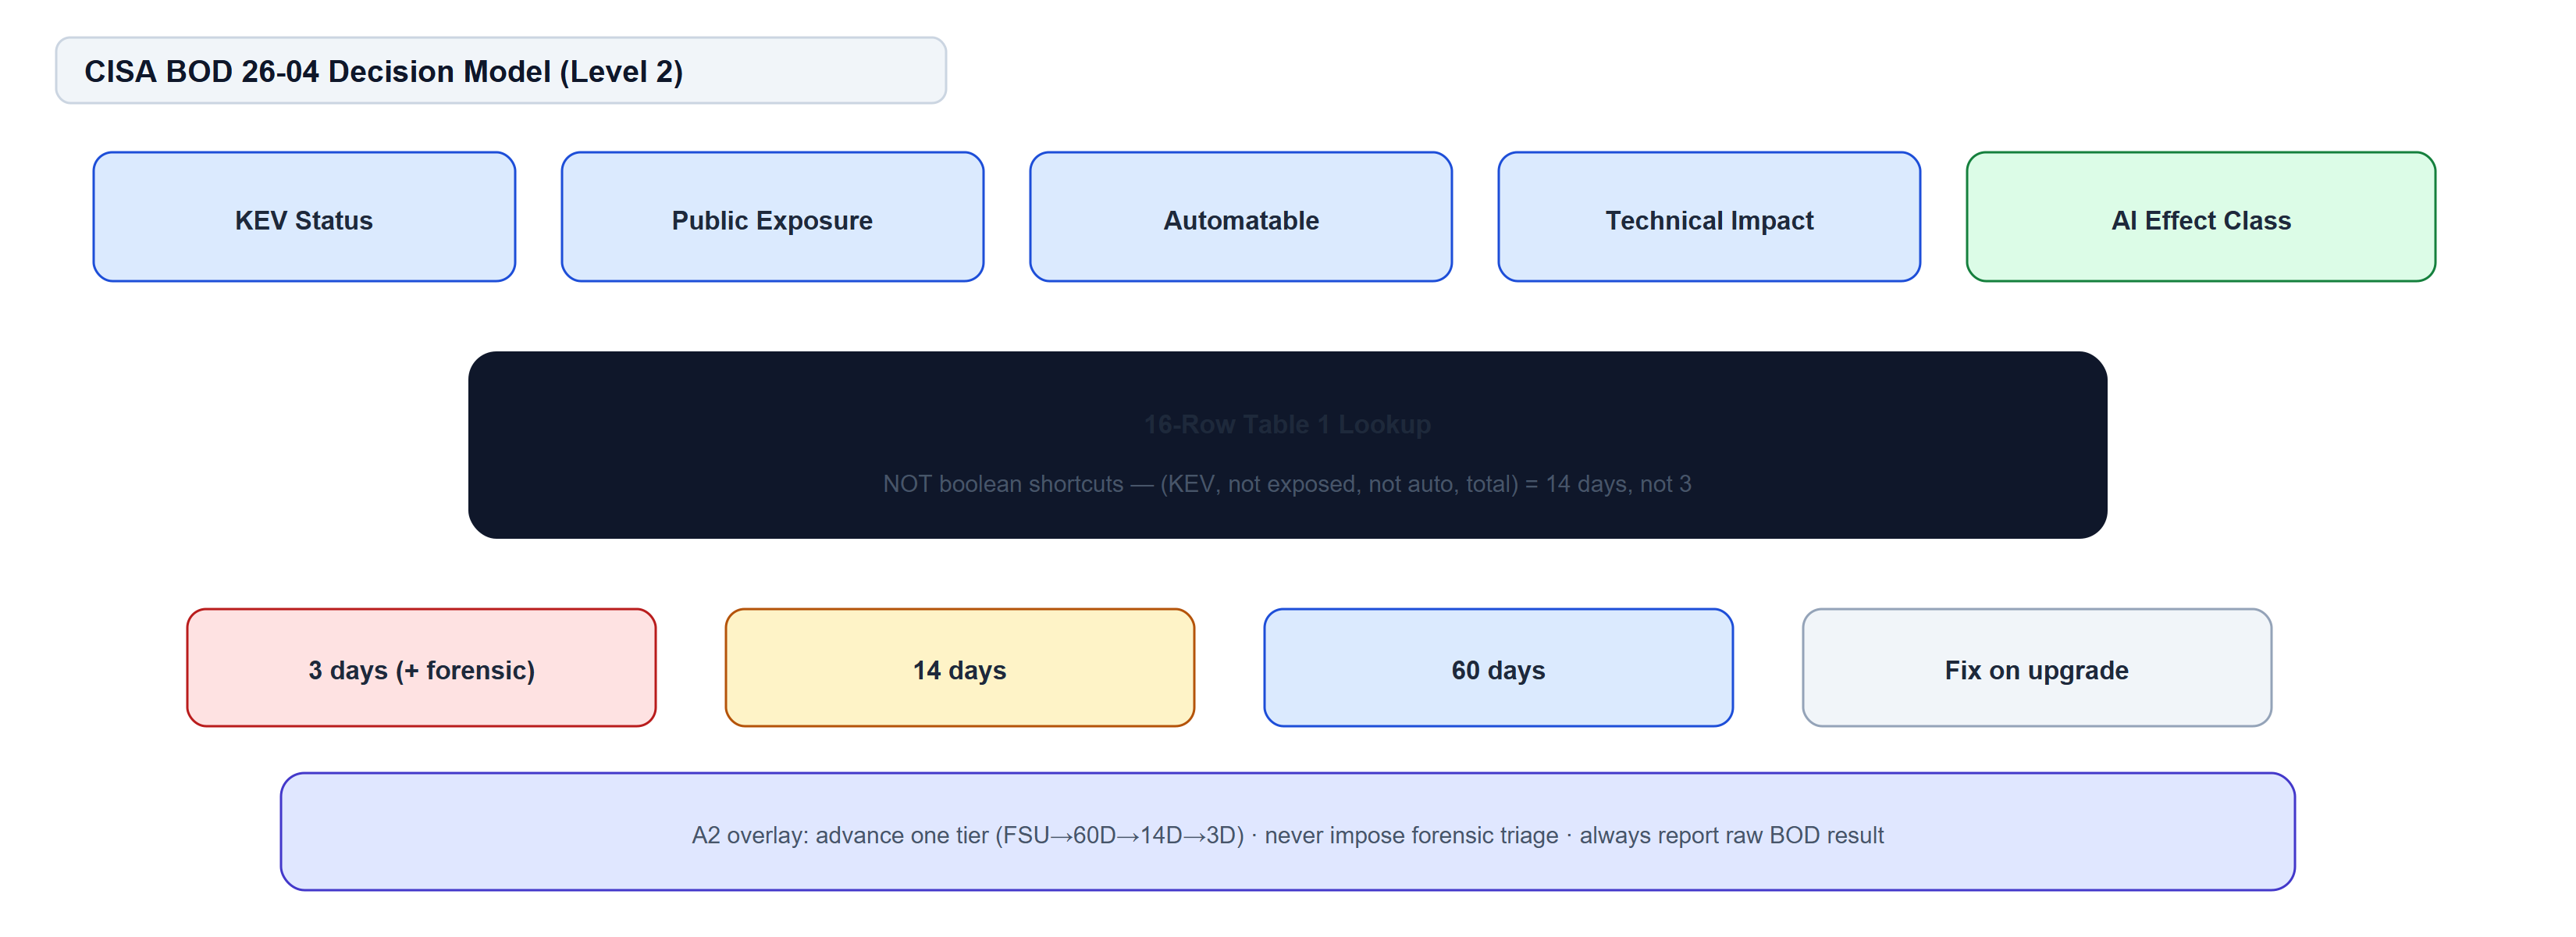 CISA BOD 26-04 Decision Model (Level 2)
KEV Status
Public Exposure
Automatable
Technical Impact
AI Effect Class
16-Row Table 1 Lookup
NOT boolean shortcuts — (KEV, not exposed, not auto, total) = 14 days, not 3
3 days (+ forensic)
14 days
60 days
Fix on upgrade
A2 overlay: advance one tier (FSU→60D→14D→3D) · never impose forensic triage · always report raw BOD result